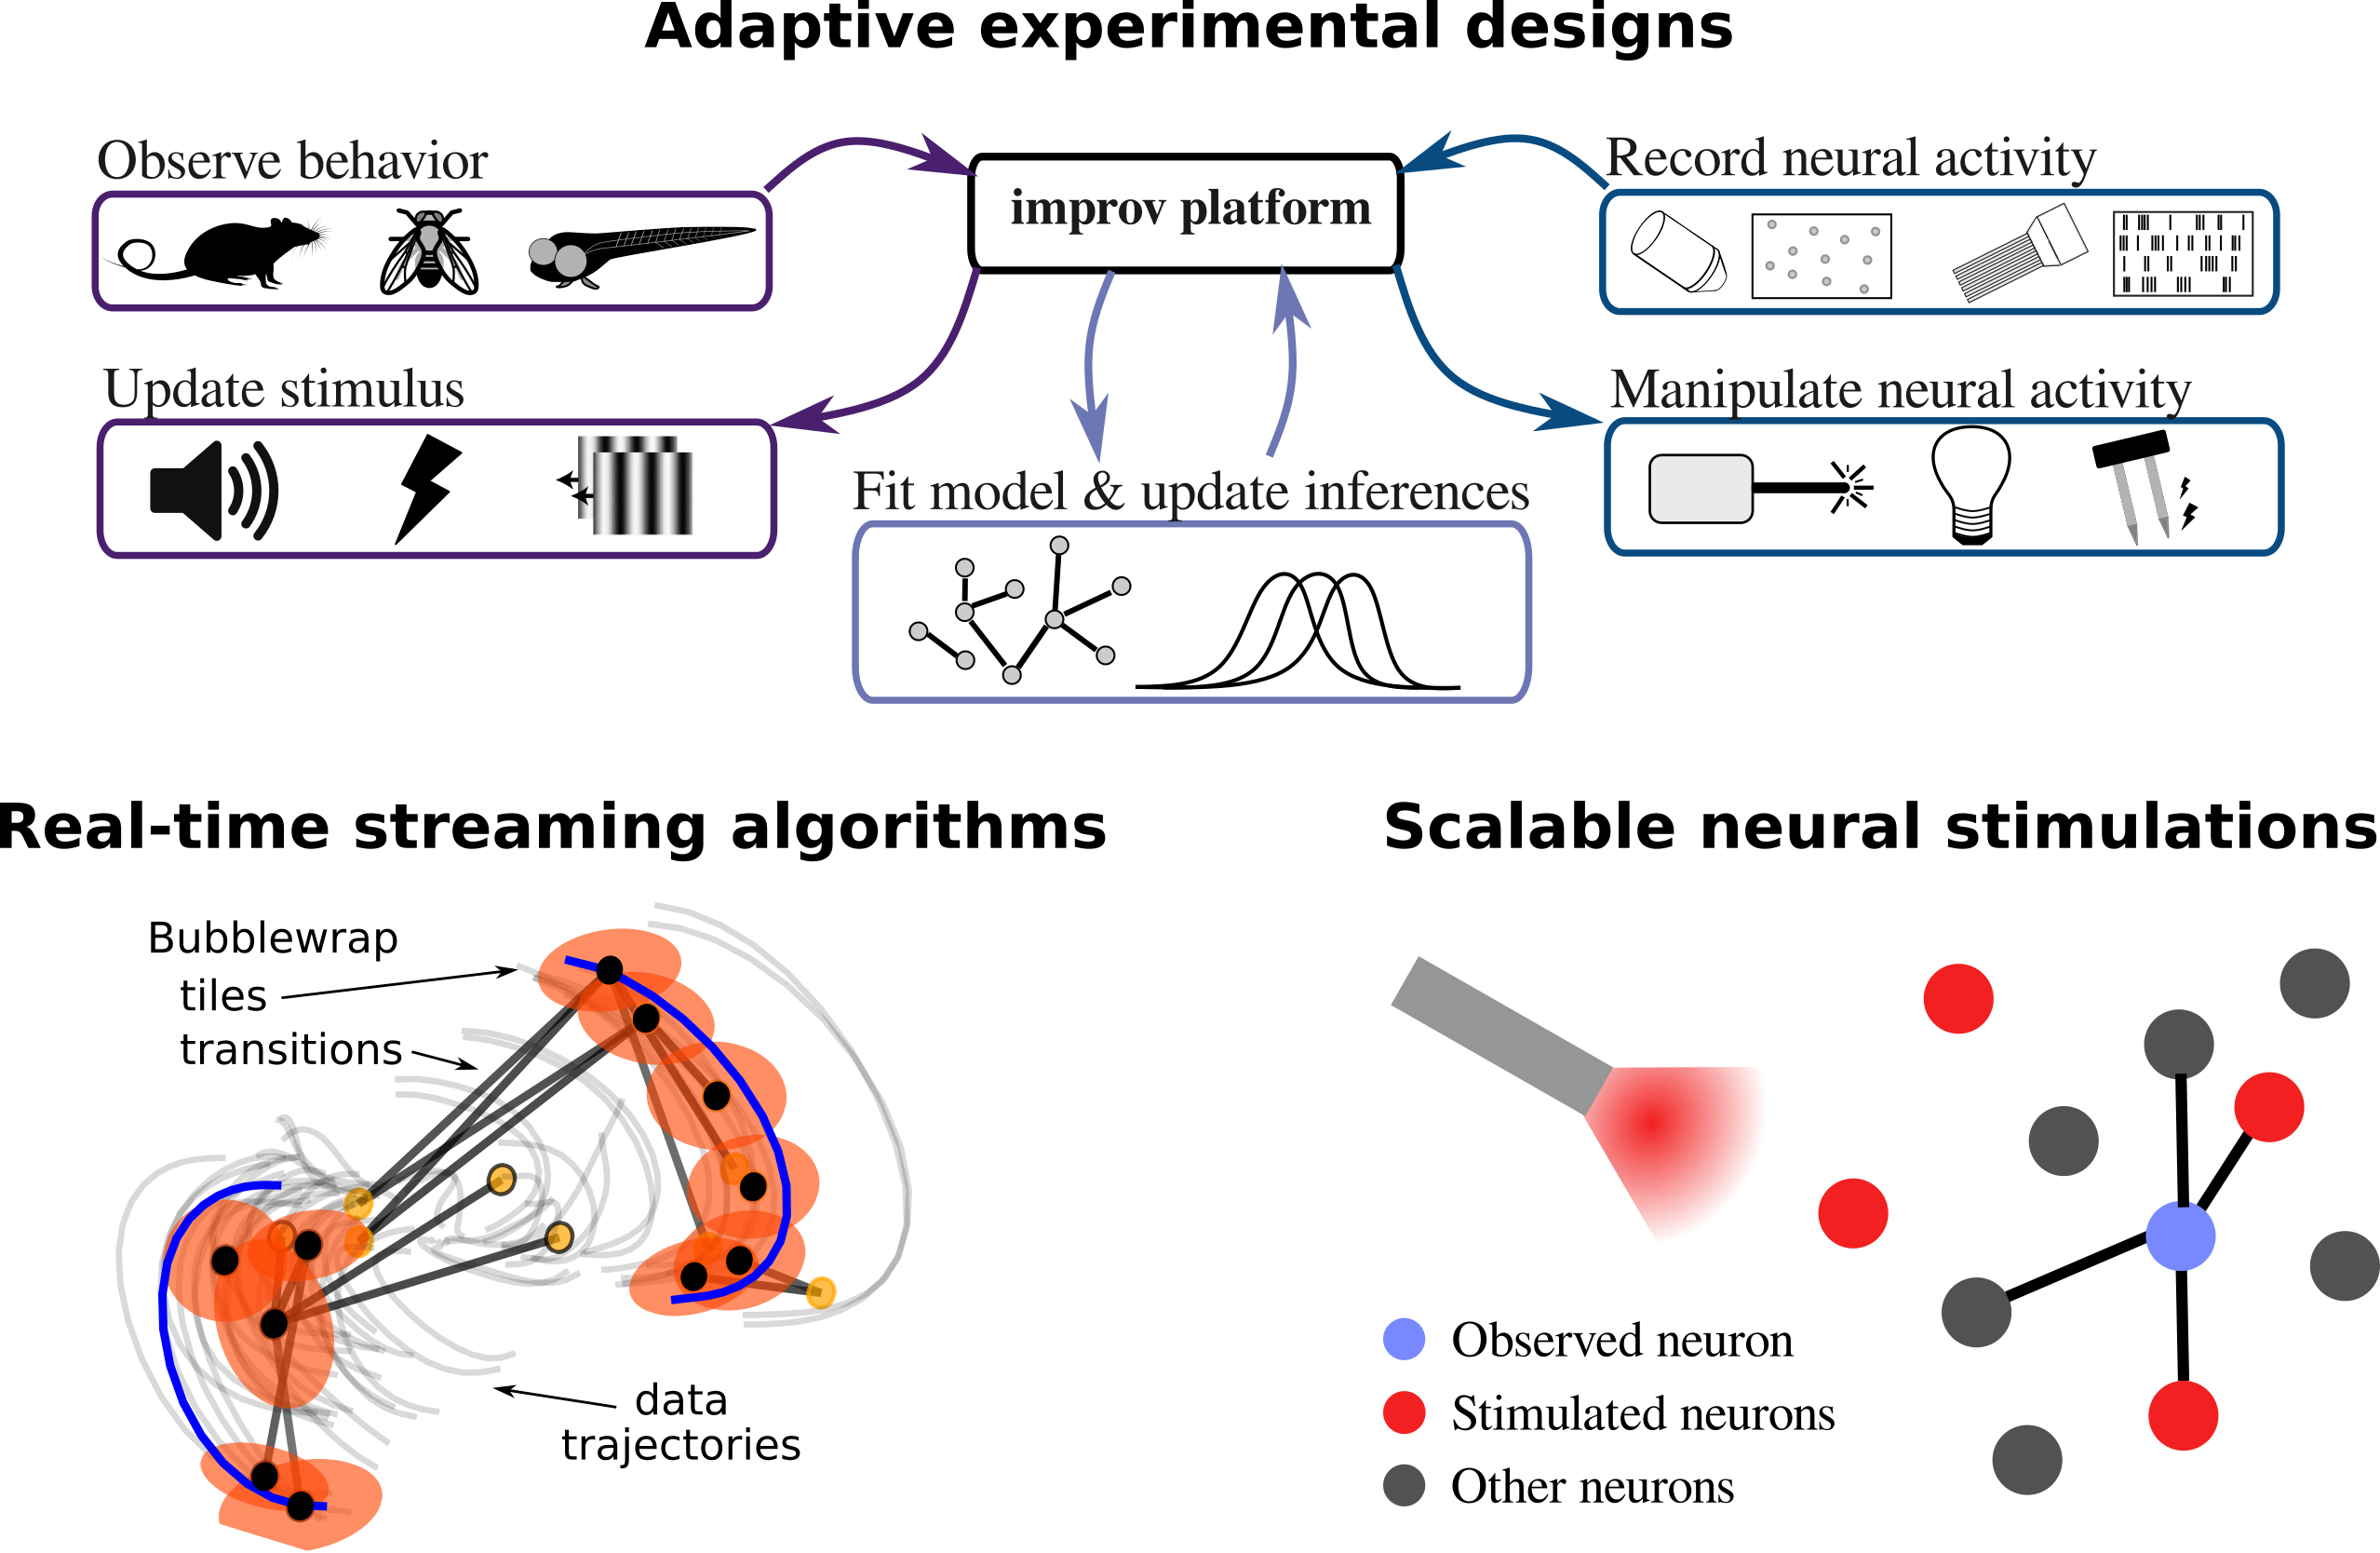 Adaptive experimental designs
Observe behavior
improv platform
Record neural activity
Update stimulus
Manipulate neural activity
Fit model & update inferences
Real-time streaming algorithms
Scalable neural stimulations
Bubblewrap
tiles
transitions
data
trajectories
Observed neuron
Stimulated neurons
Other neurons